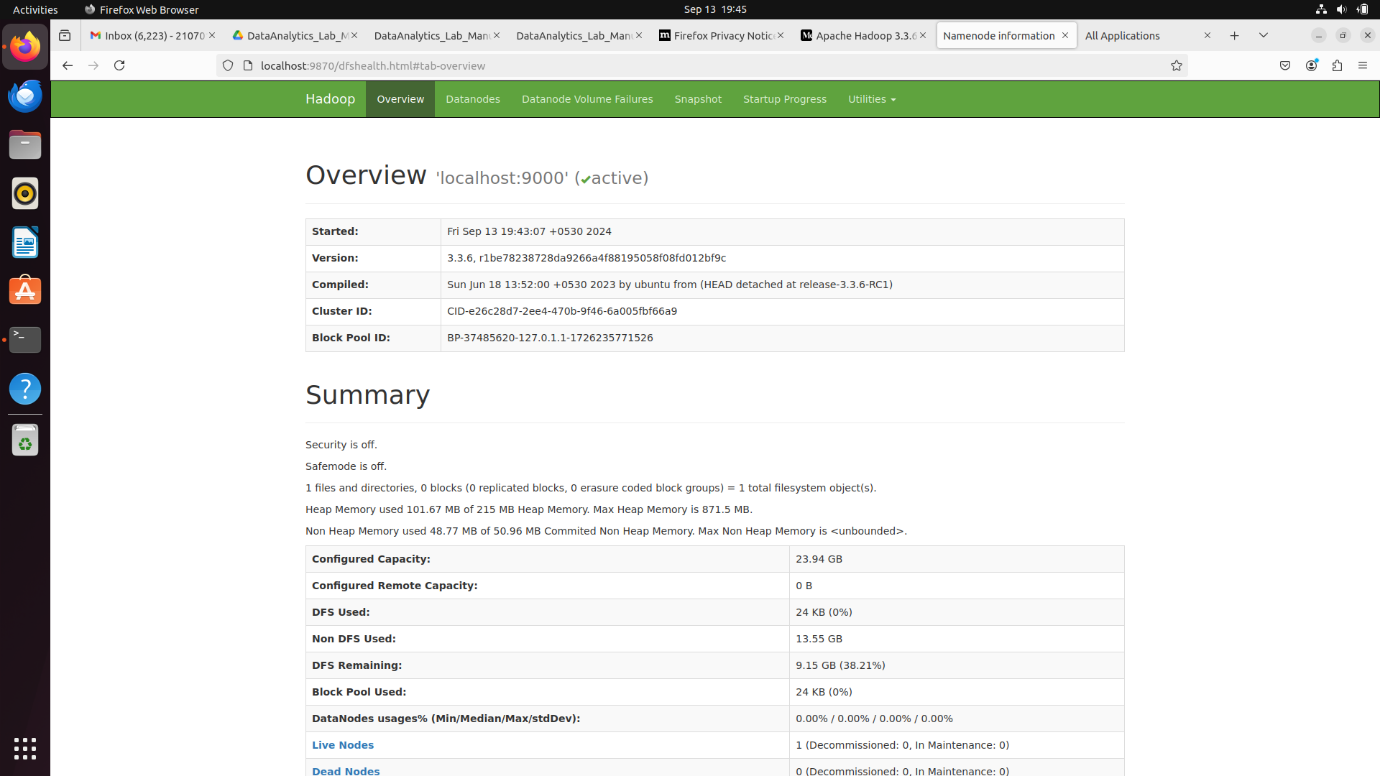 Activities Firefox Web Browser Sep 13 19:45
Inbox (6,223) - 21070 DataAnalytics_Lab_M DataAnalytics_Lab_Man DataAnalytics_Lab_Man Firefox Privacy Notic Apache Hadoop 3.3.6 Namenode information All Applications
localhost:9870/dfshealth.html#tab-overview
Hadoop Overview Datanodes Datanode Volume Failures Snapshot Startup Progress Utilities
Overview 'localhost:9000' (✔active)
Started: Fri Sep 13 19:43:07 +0530 2024
Version: 3.3.6, r1be78238728da9266a4f88195058f08fd012bf9c
Compiled: Sun Jun 18 13:52:00 +0530 2023 by ubuntu from (HEAD detached at release-3.3.6-RC1)
Cluster ID: CID-e26c28d7-2ee4-470b-9f46-6a005fbf66a9
Block Pool ID: BP-37485620-127.0.1.1-1726235771526
Summary
Security is off.
Safemode is off.
1 files and directories, 0 blocks (0 replicated blocks, 0 erasure coded block groups) = 1 total filesystem object(s).
Heap Memory used 101.67 MB of 215 MB Heap Memory. Max Heap Memory is 871.5 MB.
Non Heap Memory used 48.77 MB of 50.96 MB Commited Non Heap Memory. Max Non Heap Memory is <unbounded>.
Configured Capacity: 23.94 GB
Configured Remote Capacity: 0 B
DFS Used: 24 KB (0%)
Non DFS Used: 13.55 GB
DFS Remaining: 9.15 GB (38.21%)
Block Pool Used: 24 KB (0%)
DataNodes usages% (Min/Median/Max/stdDev): 0.00% / 0.00% / 0.00% / 0.00%
Live Nodes 1 (Decommissioned: 0, In Maintenance: 0)
Dead Nodes 0 (Decommissioned: 0, In Maintenance: 0)